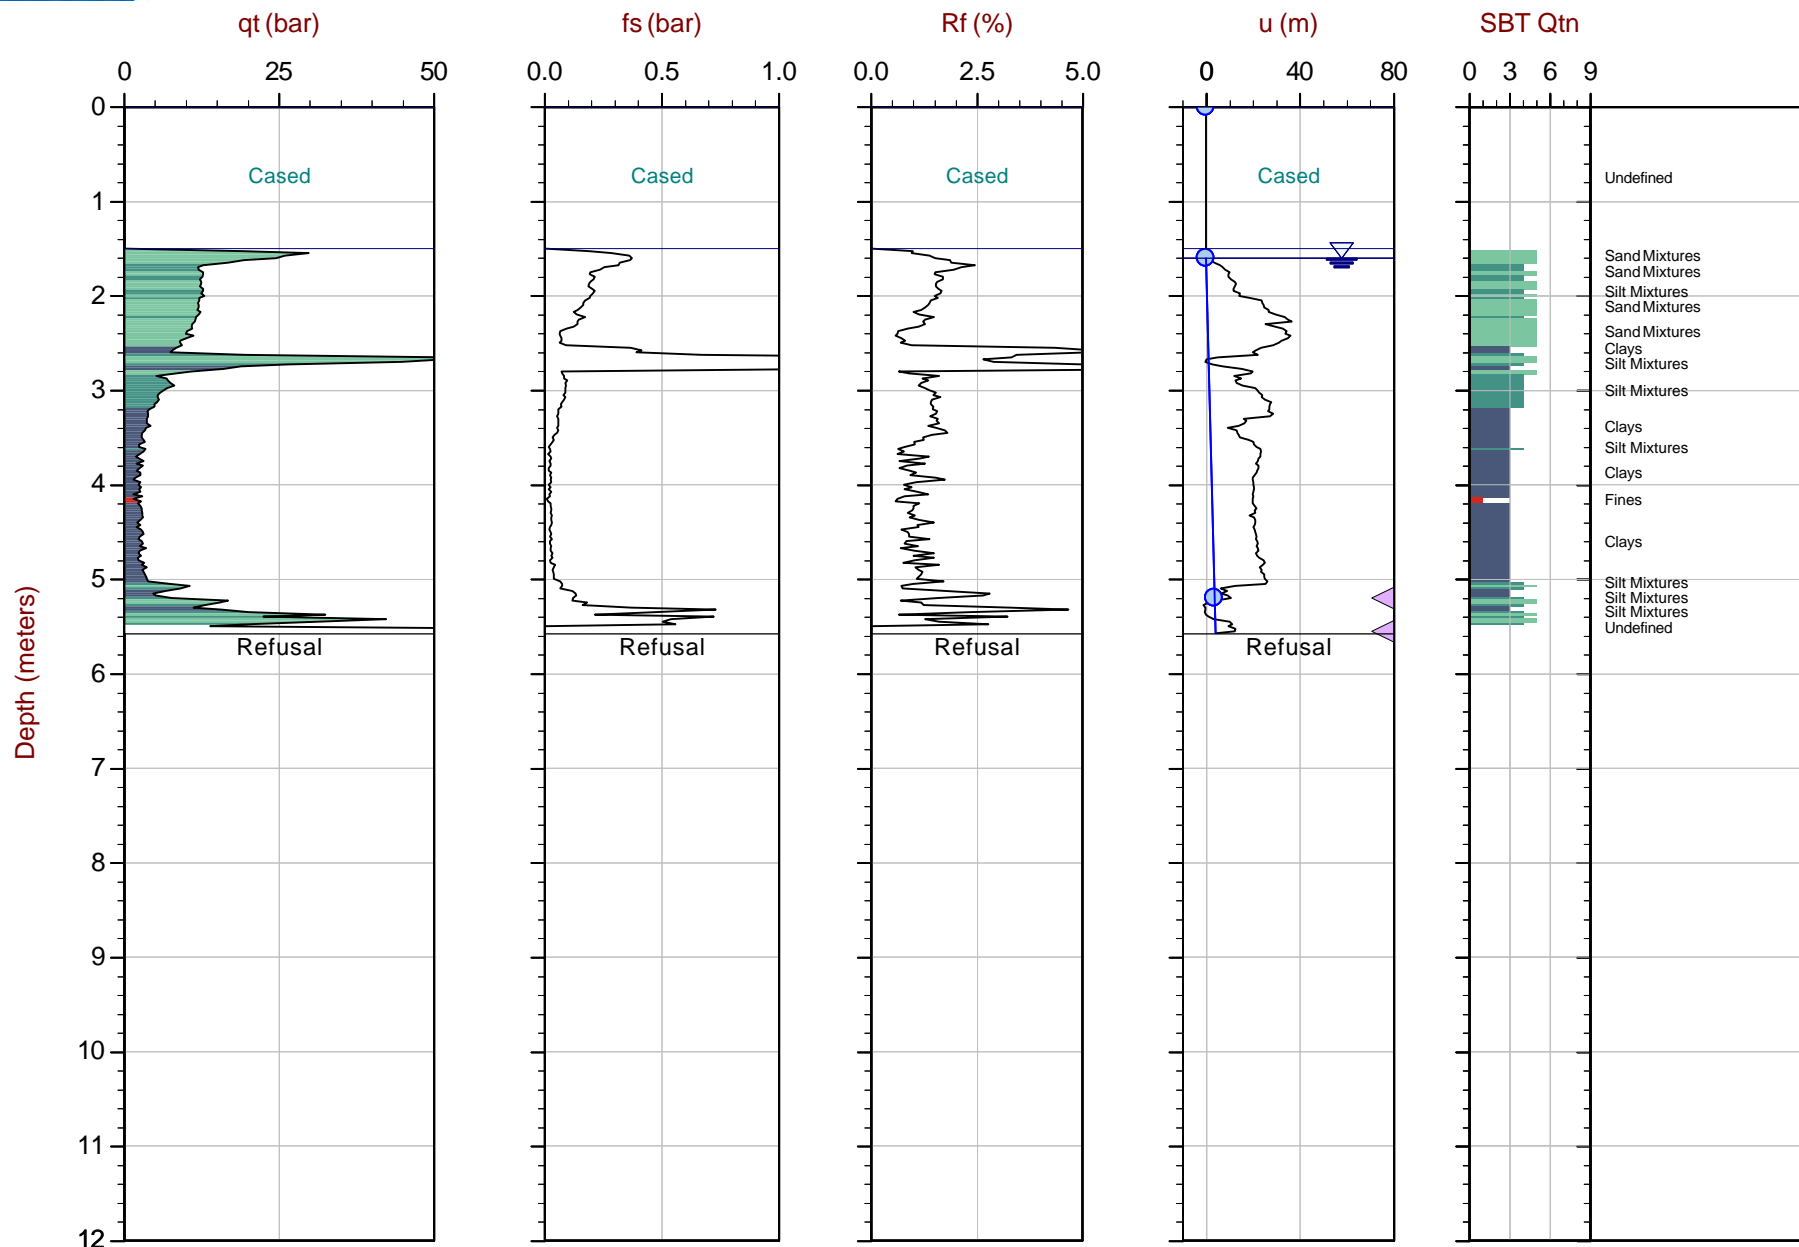 qt (bar) fs (bar) Rf (%) u (m) SBT Qtn
0 25 50 0.0 0.5 1.0 0.0 2.5 5.0 0 40 80 0 3 6 9
0
Cased Cased Cased Cased
Undefined
1
Sand Mixtures
Sand Mixtures
Silt Mixtures
2
Sand Mixtures
Sand Mixtures
Clays
Silt Mixtures
3
Silt Mixtures
Clays
Silt Mixtures
Clays
4
Fines
Clays
5
Silt Mixtures
Silt Mixtures
Silt Mixtures
Undefined
Refusal Refusal Refusal Refusal
6
Depth (meters)
7
8
9
10
11
12